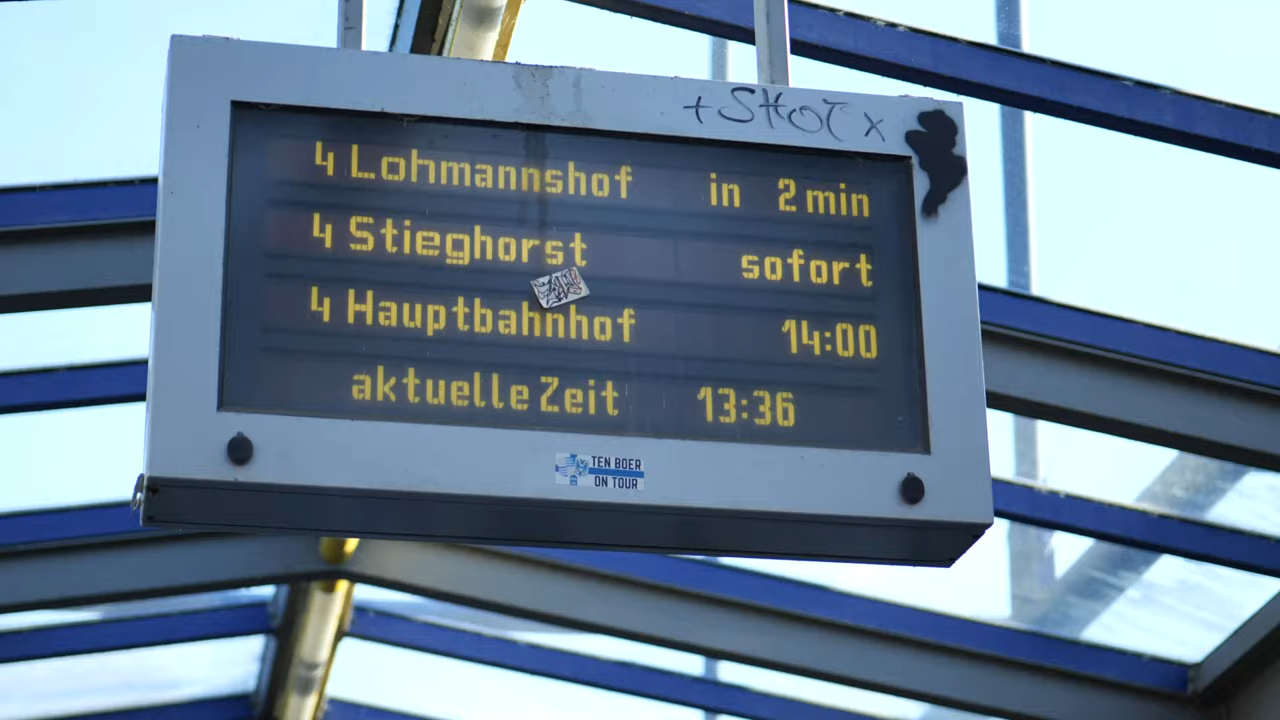 + SHOT x
4 Lohmannshof in 2 min
4 Stieghorst sofort
4 Hauptbahnhof 14:00
aktuelle Zeit 13:36
TEN BOER
ON TOUR